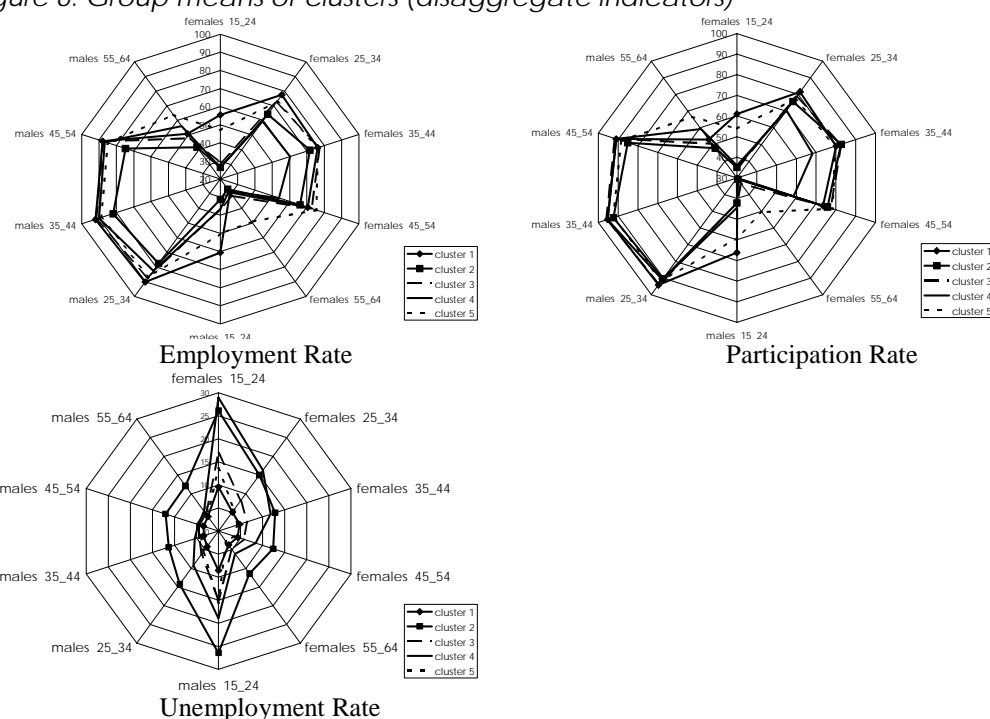 gure 6. Group means of clusters (disaggregate indicators)
females 15_24
females 25_34
females 35_44
females 45_54
females 55_64
males 15_24
males 25_34
males 35_44
males 45_54
males 55_64
100
90
80
70
60
50
40
30
20
cluster 1
cluster 2
cluster 3
cluster 4
cluster 5
Employment Rate
females 15_24
females 25_34
females 35_44
females 45_54
females 55_64
males 15_24
males 25_34
males 35_44
males 45_54
males 55_64
100
90
80
70
60
50
40
30
cluster 1
cluster 2
cluster 3
cluster 4
cluster 5
Participation Rate
females 15_24
females 25_34
females 35_44
females 45_54
females 55_64
males 15_24
males 25_34
males 35_44
males 45_54
males 55_64
30
25
20
15
10
cluster 1
cluster 2
cluster 3
cluster 4
cluster 5
Unemployment Rate